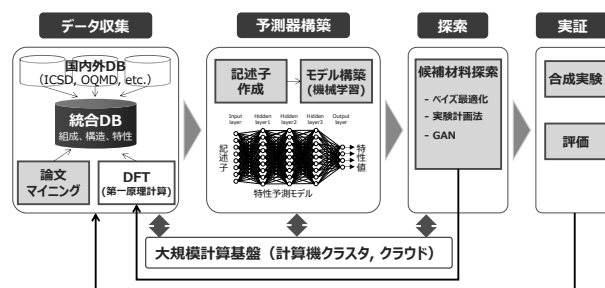 データ収集
予測器構築
探索
実証
国内外DB
(ICSD, OQMD, etc.)
統合DB
組成、構造、特性
論文
マイニング
DFT
(第一原理計算)
記述子
作成
モデル構築
(機械学習)
Input
layer
Hidden
layer1
Hidden
layer2
Hidden
layer3
Output
layer
記述子
特性値
特性予測モデル
候補材料探索
- ベイズ最適化
- 実験計画法
- GAN
合成実験
評価
大規模計算基盤（計算機クラスタ, クラウド）